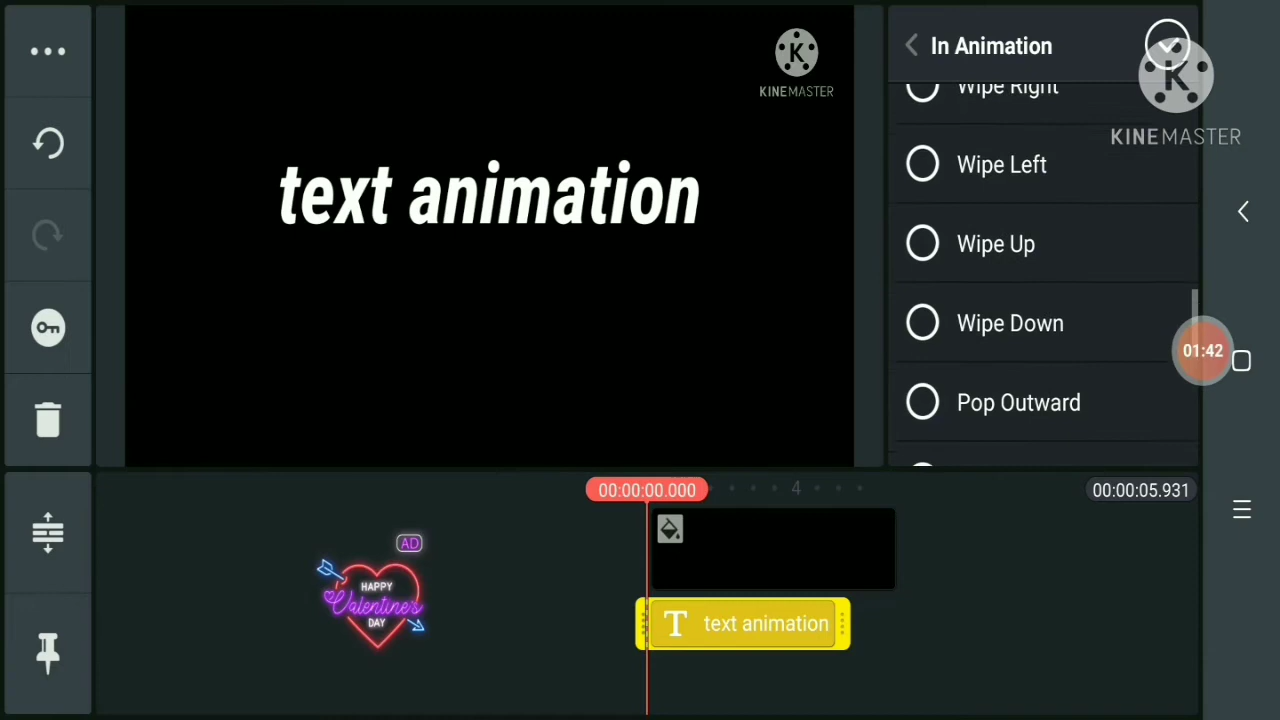 In Animation
KINEMASTER
KINEMASTER
text animation
Wipe Right
Wipe Left
Wipe Up
Wipe Down
01:42
Pop Outward
00:00:00.000
4
00:00:05.931
AD
HAPPY
Valentine's
DAY
T text animation